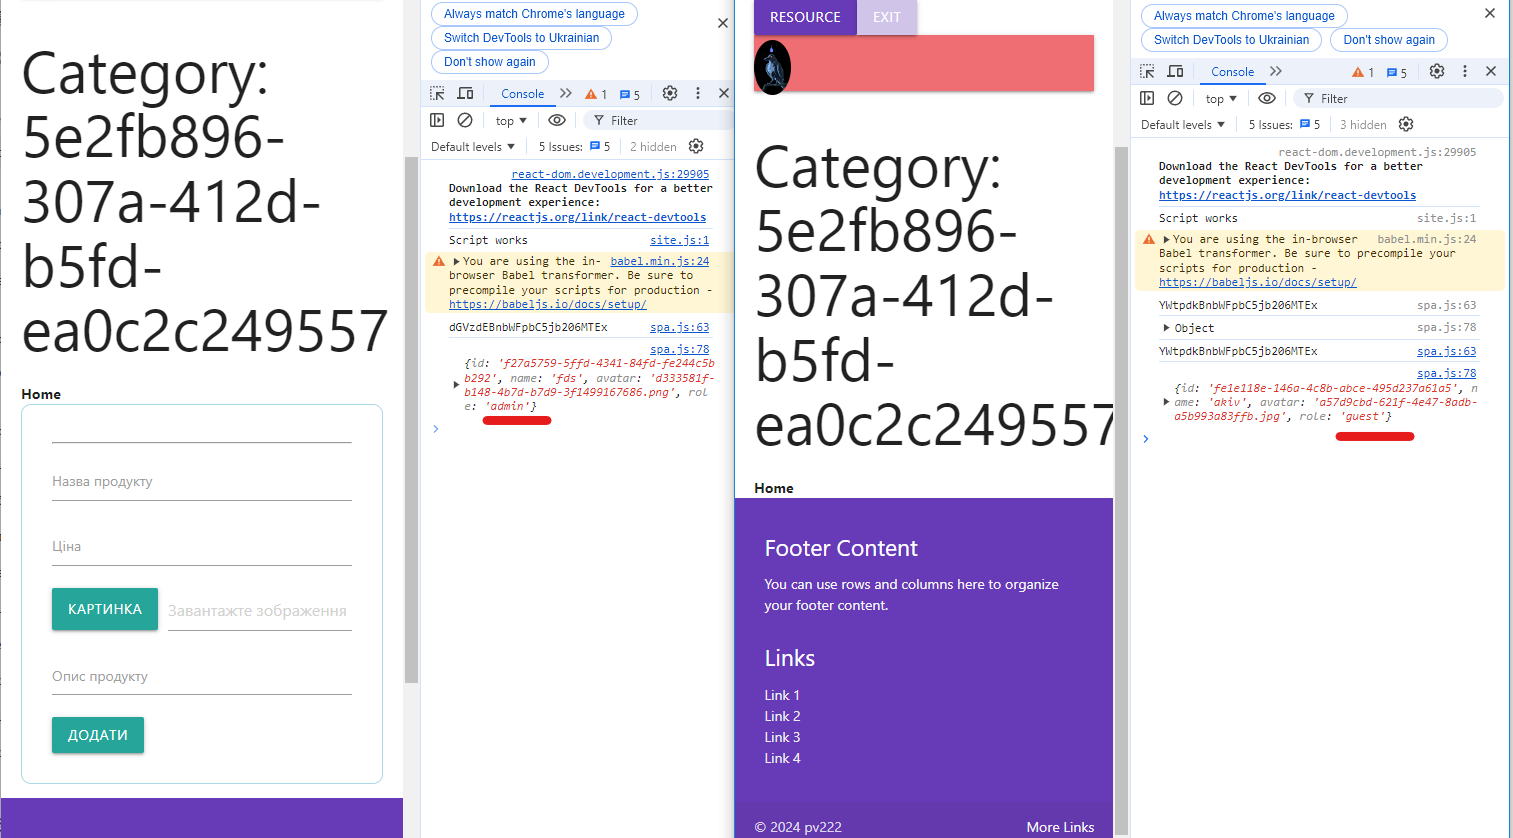 Category:
5e2fb896-
307a-412d-
b5fd-
ea0c2c249557
Home
Назва продукту
Ціна
КАРТИНКА Завантажте зображення
Опис продукту
ДОДАТИ
Always match Chrome's language
Switch DevTools to Ukrainian
Don't show again
Console 1 5
top Filter
Default levels 5 Issues: 5 2 hidden
react-dom.development.js:29905
Download the React DevTools for a better
development experience:
https://reactjs.org/link/react-devtools
Script works site.js:1
You are using the in- babel.min.js:24
browser Babel transformer. Be sure to
precompile your scripts for production -
https://babeljs.io/docs/setup/
dGVzdEBnbWFpbC5jb206MTEx spa.js:63
spa.js:78
{id: 'f27a5759-5ffd-4341-84fd-fe244c5b
b292', name: 'fds', avatar: 'd333581f-
b148-4b7d-b7d9-3f1499167686.png', rol
e: 'admin'}
RESOURCE EXIT
Category:
5e2fb896-
307a-412d-
b5fd-
ea0c2c249557
Home
Footer Content
You can use rows and columns here to organize
your footer content.
Links
Link 1
Link 2
Link 3
Link 4
© 2024 pv222 More Links
Always match Chrome's language
Switch DevTools to Ukrainian Don't show again
Console 1 5
top Filter
Default levels 5 Issues: 5 3 hidden
react-dom.development.js:29905
Download the React DevTools for a better
development experience:
https://reactjs.org/link/react-devtools
Script works site.js:1
You are using the in-browser babel.min.js:24
Babel transformer. Be sure to precompile your
scripts for production -
https://babeljs.io/docs/setup/
YWtpdkBnbWFpbC5jb206MTEx spa.js:63
Object spa.js:78
YWtpdkBnbWFpbC5jb206MTEx spa.js:63
spa.js:78
{id: 'fe1e118e-146a-4c8b-abce-495d237a61a5', n
ame: 'akiv', avatar: 'a57d9cbd-621f-4e47-8adb-
a5b993a83ffb.jpg', role: 'guest'}